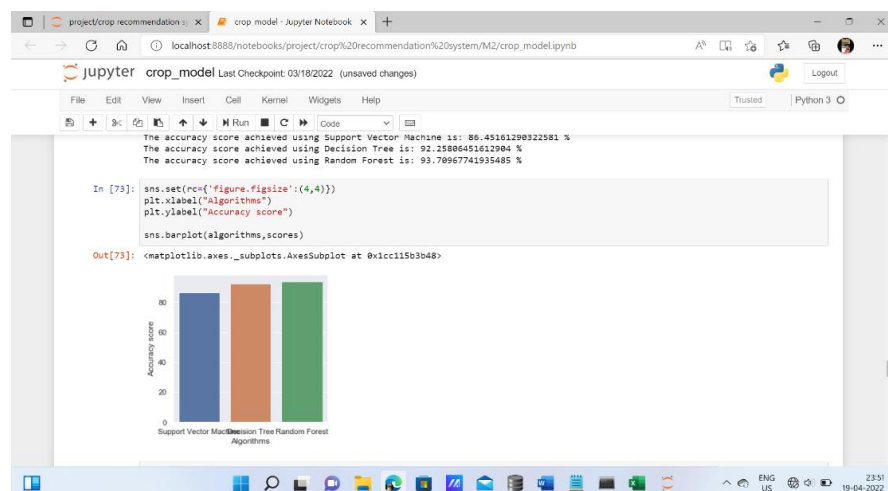 project/crop recommendation s
crop model - Jupyter Notebook
localhost:8888/notebooks/project/crop%20recommendation%20system/M2/crop_model.ipynb
jupyter crop_model Last Checkpoint: 03/18/2022 (unsaved changes)
Logout
File Edit View Insert Cell Kernel Widgets Help
Trusted Python 3
Run Code
The accuracy score achieved using Support Vector Machine is: 86.45161290322581 %
The accuracy score achieved using Decision Tree is: 92.25806451612904 %
The accuracy score achieved using Random Forest is: 93.70967741935485 %
In [73]: sns.set(rc={'figure.figsize':(4,4)})
plt.xlabel("Algorithms")
plt.ylabel("Accuracy score")
sns.barplot(algorithms,scores)
Out[73]: <matplotlib.axes._subplots.AxesSubplot at 0x1cc115b3b48>
80
60
40
20
0
Accuracy score
Support Vector Machine Decision Tree Random Forest
Algorithms
ENG
US
23:51
19-04-2022